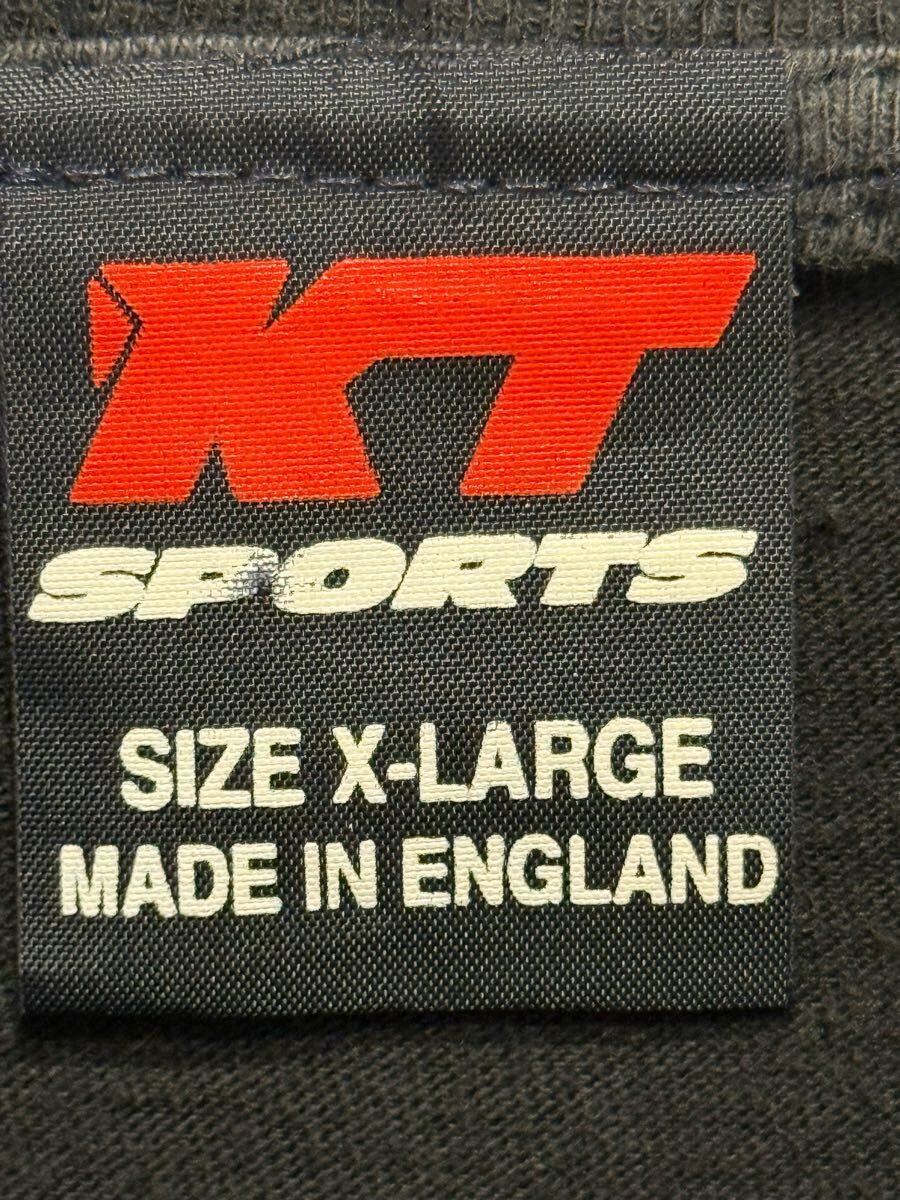 KT
SPORTS
SIZE X-LARGE
MADE IN ENGLAND